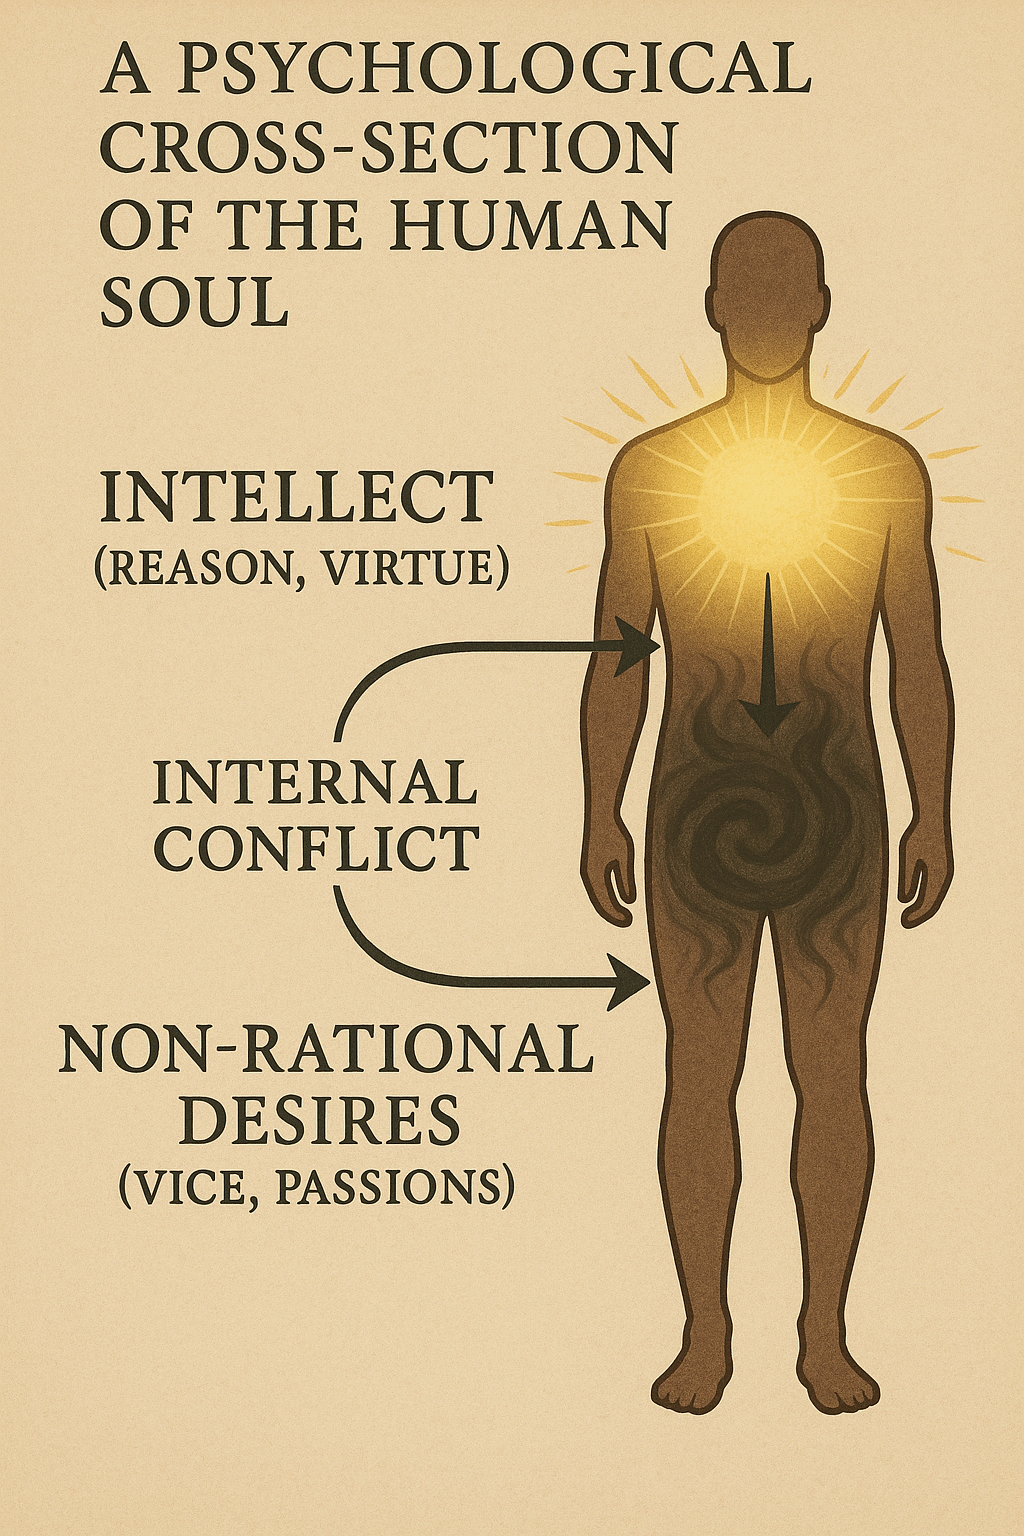 A PSYCHOLOGICAL
CROSS-SECTION
OF THE HUMAN
SOUL
INTELLECT
(REASON, VIRTUE)
INTERNAL
CONFLICT
NON-RATIONAL
DESIRES
(VICE, PASSIONS)